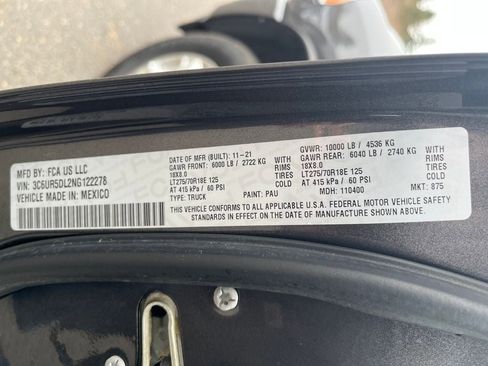 MFD BY: FCA US LLC
VIN: 3C6UR5DL2NG122278
VEHICLE MADE IN: MEXICO
DATE OF MFR (BUILT): 11-21
GAWR FRONT: 6000 LB / 2722 KG
18X8.0 WITH RIMS
LT275/70R18E 125 TIRES
AT 415 kPa / 60 PSI COLD
TYPE: TRUCK PAINT: PAU
GVWR: 10000 LB / 4536 KG
GAWR REAR: 6040 LB / 2740 KG
18X8.0 WITH RIMS
LT275/70R18E 125 TIRES
AT 415 kPa / 60 PSI COLD
MDH: 110400 MKT: 875
THIS VEHICLE CONFORMS TO ALL APPLICABLE U.S.A. FEDERAL MOTOR VEHICLE SAFETY
STANDARDS IN EFFECT ON THE DATE OF MANUFACTURE SHOWN ABOVE.